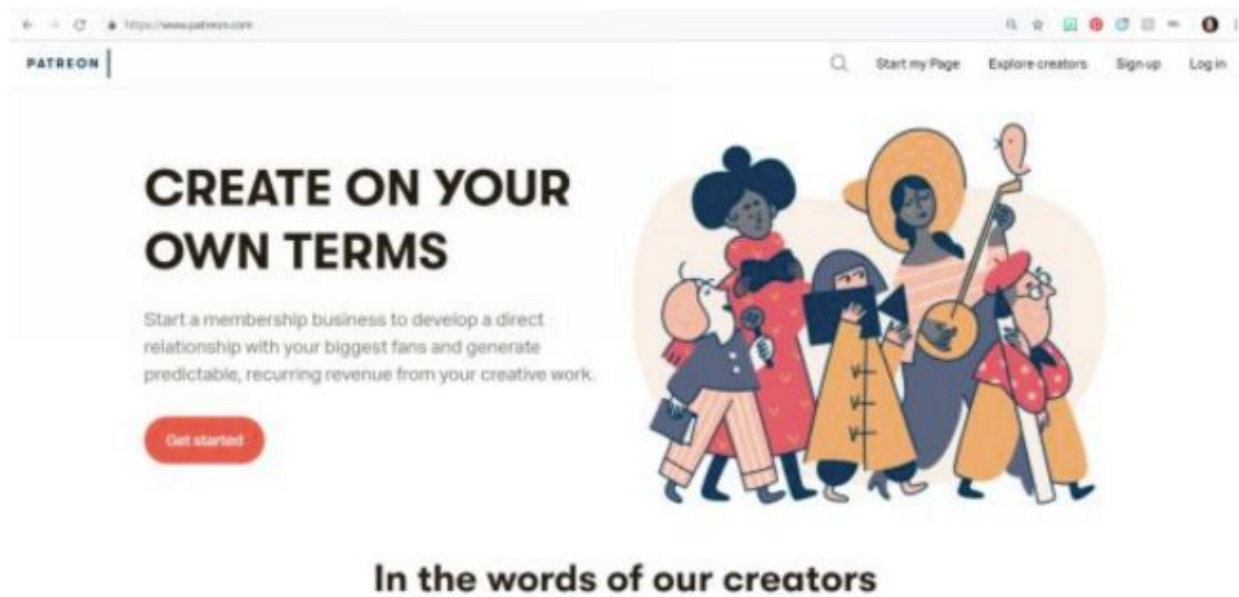 https://www.patreon.com
PATREON
Start my Page
Explore creators
Sign up
Log in
CREATE ON YOUR
OWN TERMS
Start a membership business to develop a direct
relationship with your biggest fans and generate
predictable, recurring revenue from your creative work.
Get started
In the words of our creators